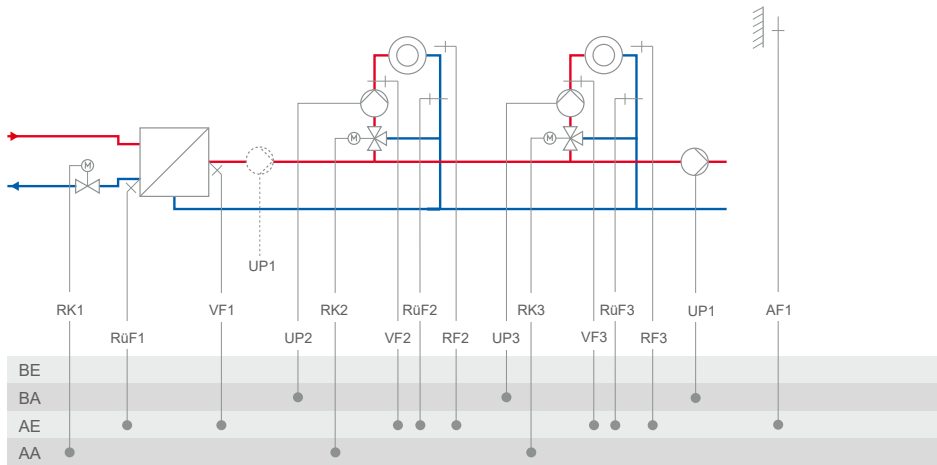 M
M
M
UP1
RK1
VF1
RK2
RüF2
RK3
RüF3
UP1
AF1
RüF1
UP2
VF2
RF2
UP3
VF3
RF3
BE
BA
AE
AA